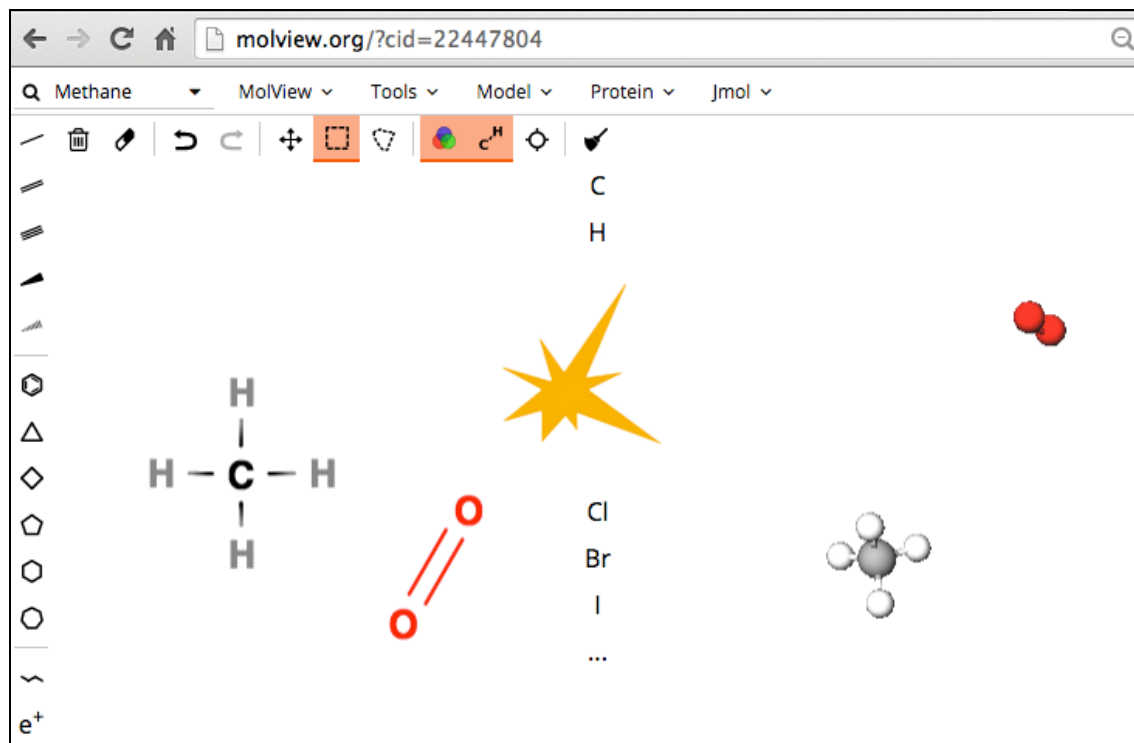 molview.org/?cid=22447804
Methane MolView Tools Model Protein Jmol
C H
C
H
H
H C H
H
O
O
Cl
Br
I
...
e+